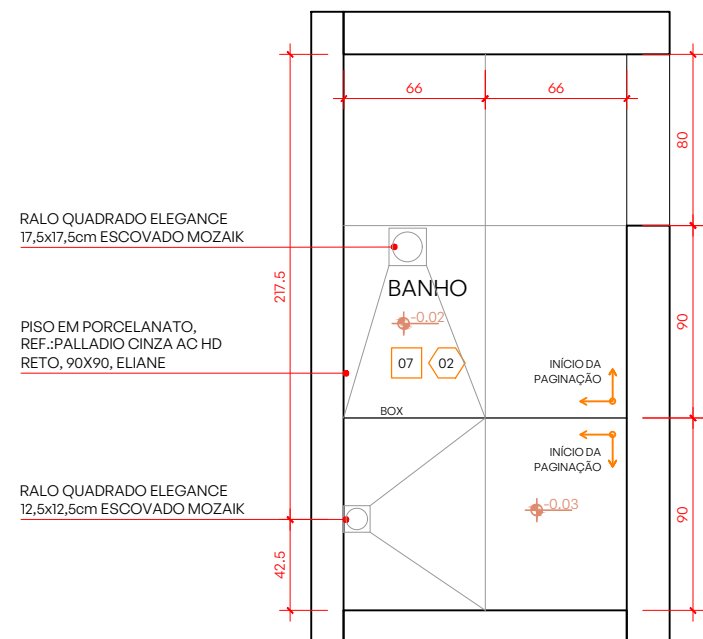 66
66
80
RALO QUADRADO ELEGANCE
17,5x17,5cm ESCOVADO MOZAIK
217.5
BANHO
-0.02
PISO EM PORCELANATO,
REF.:PALLADIO CINZA AC HD
RETO, 90X90, ELIANE
07
02
90
INÍCIO DA
PAGINAÇÃO
BOX
INÍCIO DA
PAGINAÇÃO
RALO QUADRADO ELEGANCE
12,5x12,5cm ESCOVADO MOZAIK
-0.03
90
42.5